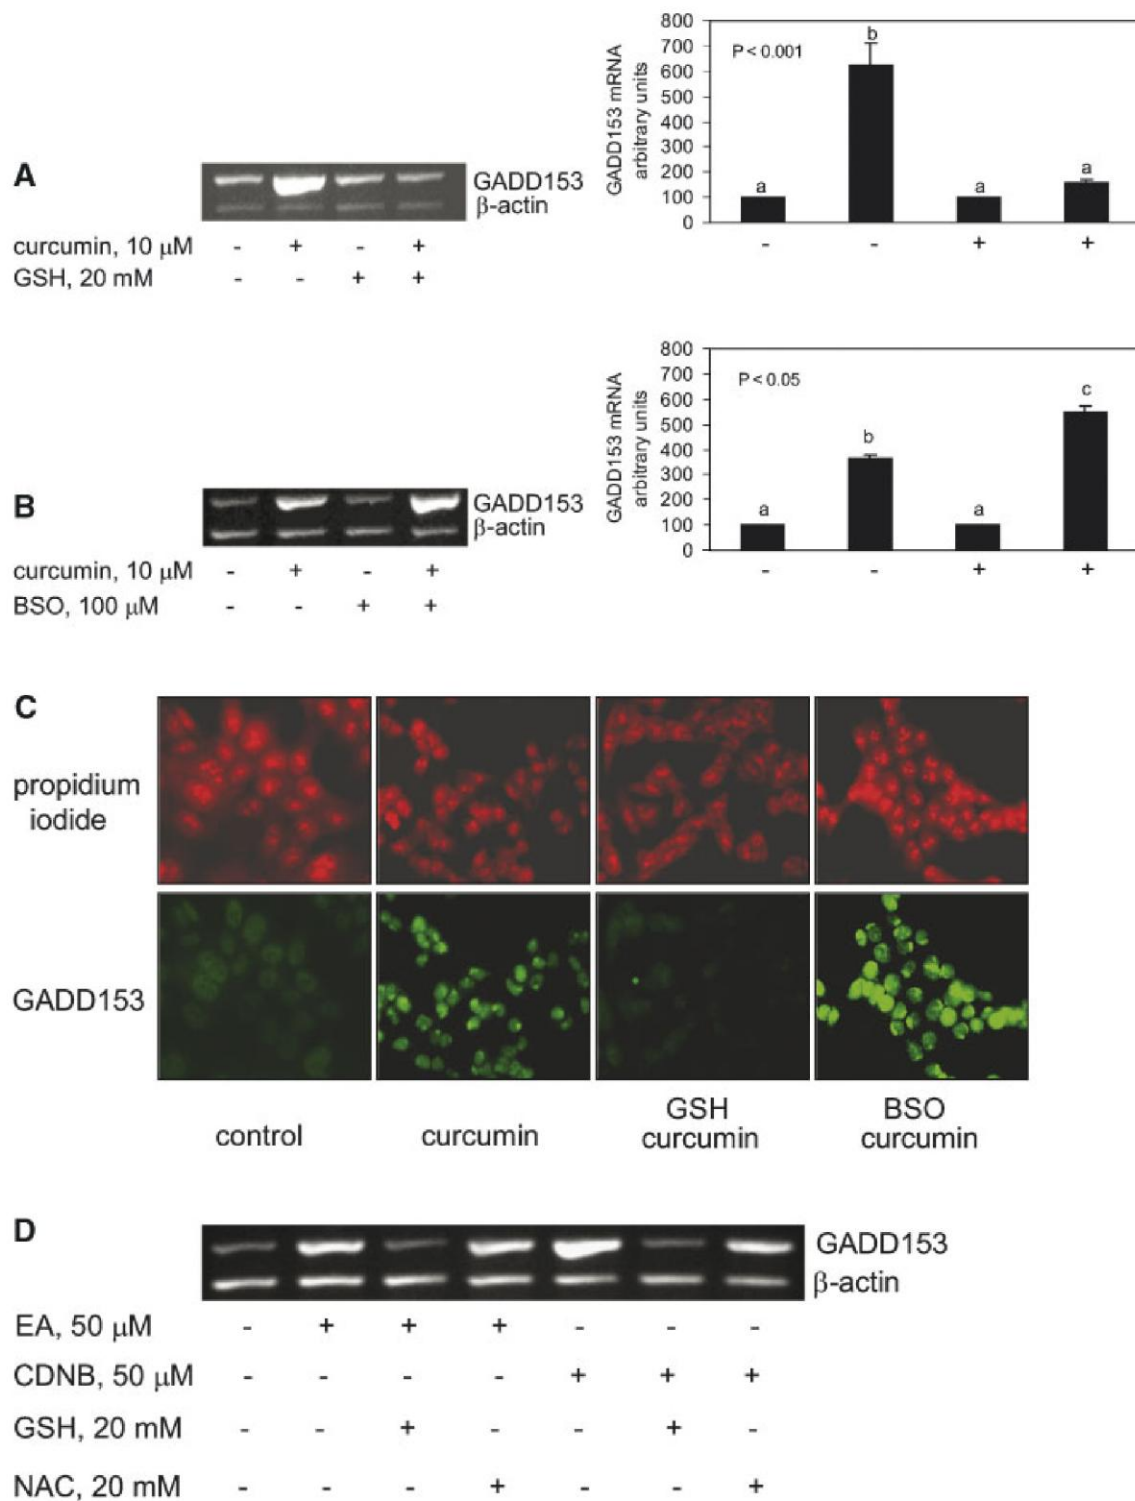 800
700
600
500
400
300
200
100
0
GADD153 mRNA
arbitrary units
P < 0.001
a
b
a
a
- - + +
A
GADD153
β-actin
curcumin, 10 µM - + - +
GSH, 20 mM - - + +
800
700
600
500
400
300
200
100
0
GADD153 mRNA
arbitrary units
P < 0.05
a
b
a
c
- - + +
B
GADD153
β-actin
curcumin, 10 µM - + - +
BSO, 100 µM - - + +
C
propidium
iodide
GADD153
control
curcumin
GSH
curcumin
BSO
curcumin
D
GADD153
β-actin
EA, 50 µM - + + + - - -
CDNB, 50 µM - - - - + + +
GSH, 20 mM - - + - - + -
NAC, 20 mM - - - + - - +